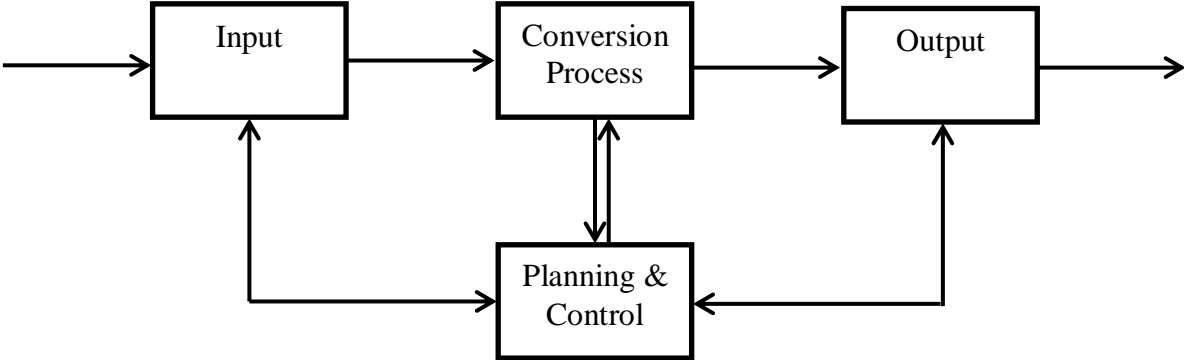 Input
Conversion
Process
Output
Planning &
Control